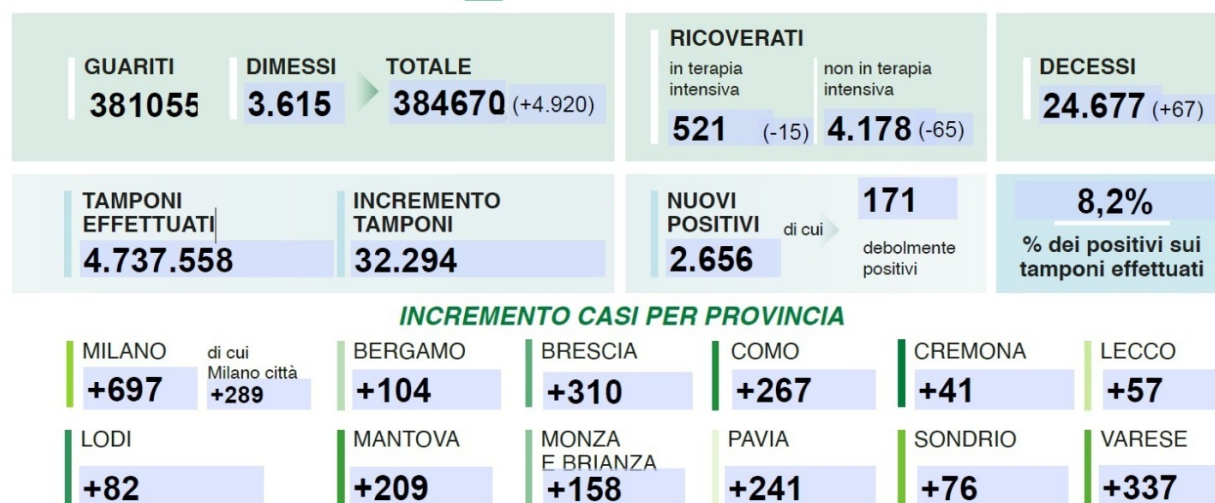 GUARITI
381055
DIMESSI
3.615
TOTALE
384670 (+4.920)
RICOVERATI
in terapia
intensiva
521 (-15)
non in terapia
intensiva
4.178 (-65)
DECESSI
24.677 (+67)
TAMPONI
EFFETTUATI
4.737.558
INCREMENTO
TAMPONI
32.294
NUOVI
POSITIVI
2.656
di cui
171
debolmente
positivi
8,2%
% dei positivi sui
tamponi effettuati
INCREMENTO CASI PER PROVINCIA
MILANO
+697
di cui
Milano città
+289
BERGAMO
+104
BRESCIA
+310
COMO
+267
CREMONA
+41
LECCO
+57
LODI
+82
MANTOVA
+209
MONZA
E BRIANZA
+158
PAVIA
+241
SONDRIO
+76
VARESE
+337